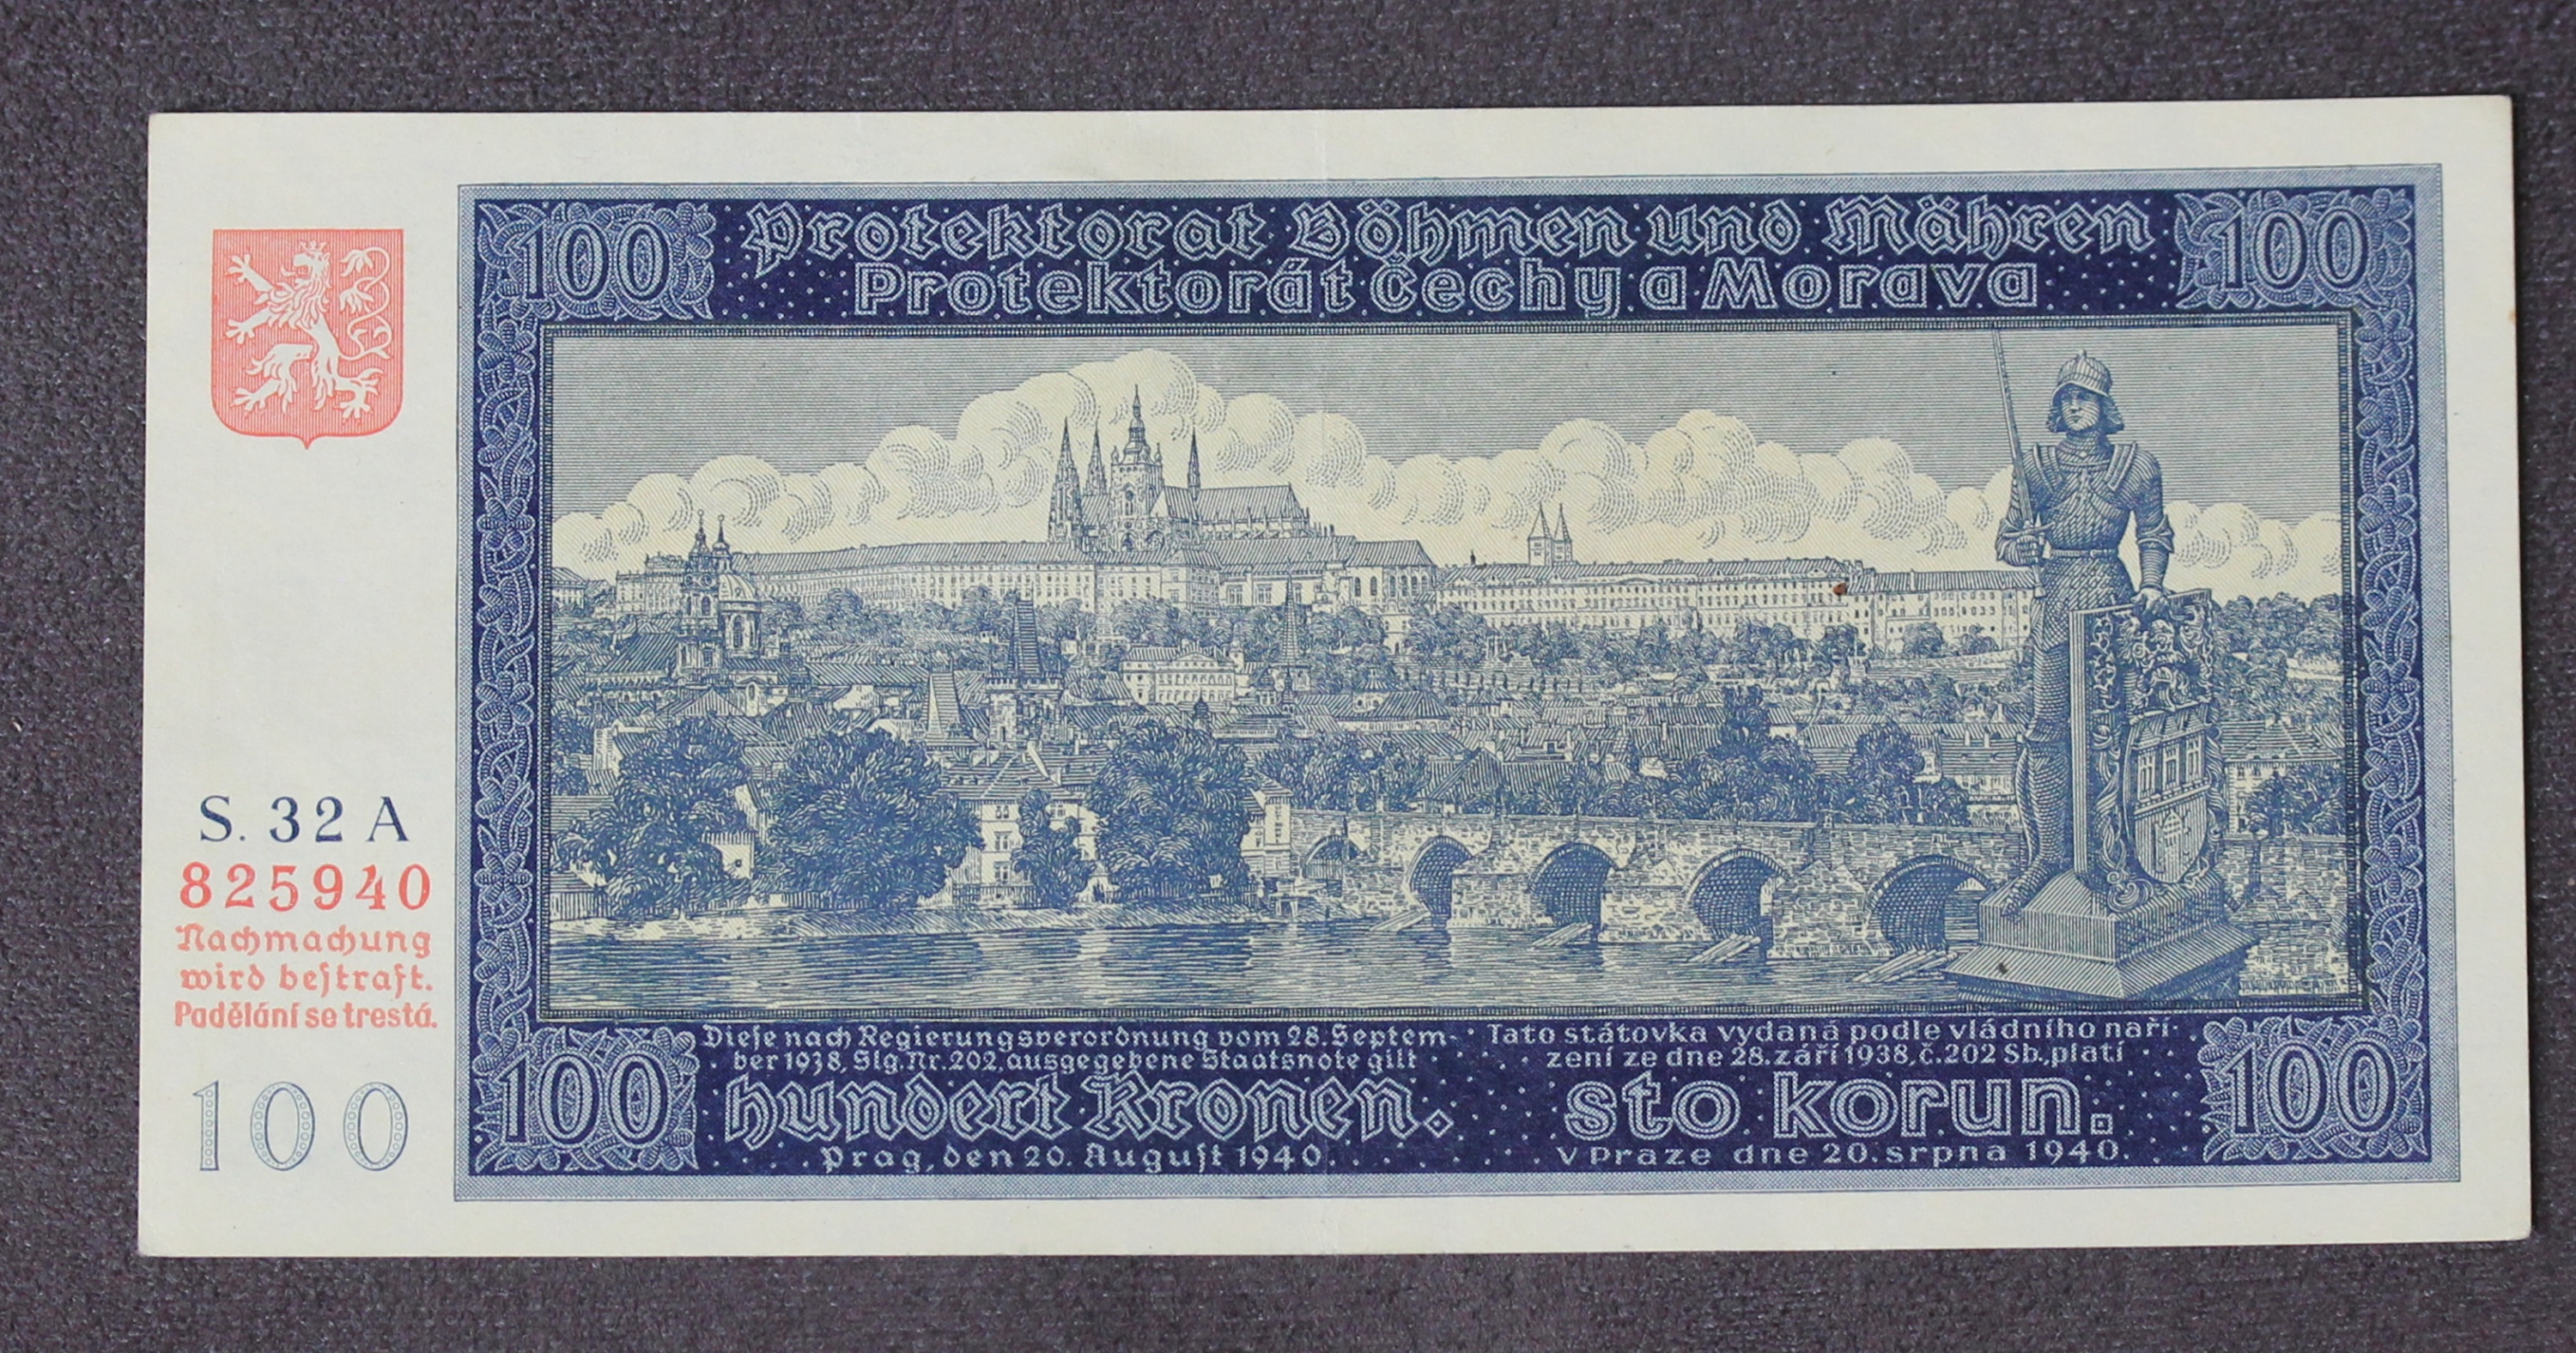 100 Protektorat Böhmen und Mähren 100
Protektorát Čechy a Morava
S. 32 A
825940
Nachmachung
wird bestraft.
Padělání se trestá.
100
Diese nach Regierungsverordnung vom 28. Septem-
ber 1938, Slg. Nr. 202, ausgegebene Staatsnote gilt
hundert Kronen.
Prag, den 20. August 1940.
Tato státovka vydaná podle vládního naří-
zení ze dne 28. září 1938, č. 202 Sb. platí
sto korun.
V Praze dne 20. srpna 1940.
100
100